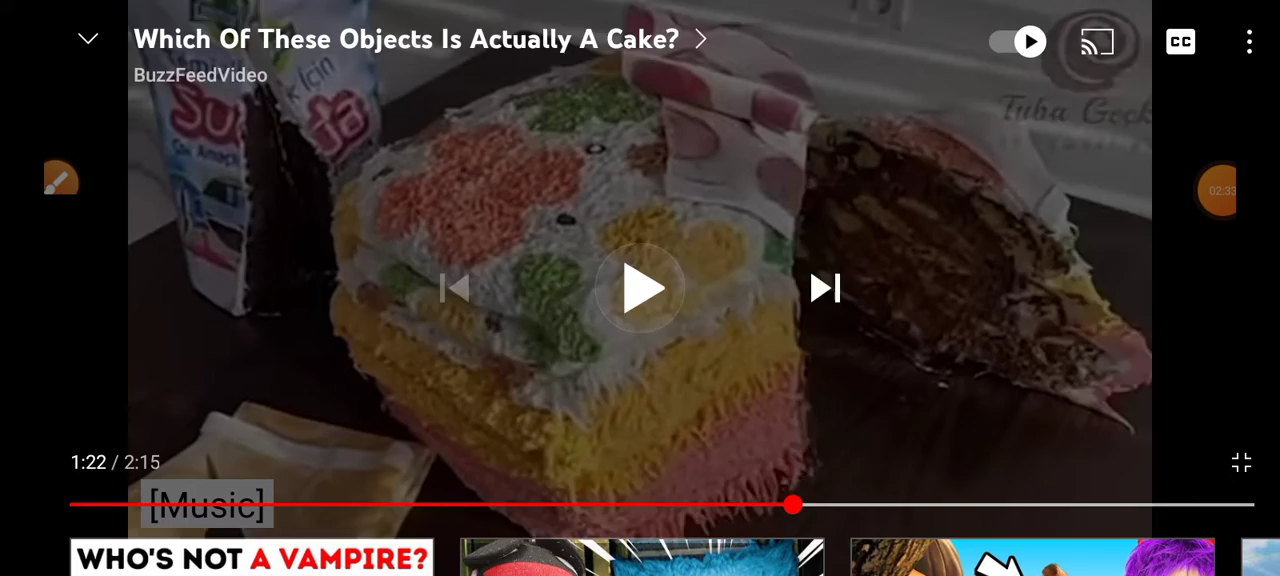 Which Of These Objects Is Actually A Cake?
BuzzFeedVideo
CC
Tuba Geck
02:33
1:22 / 2:15
[Music]
WHO'S NOT A VAMPIRE?